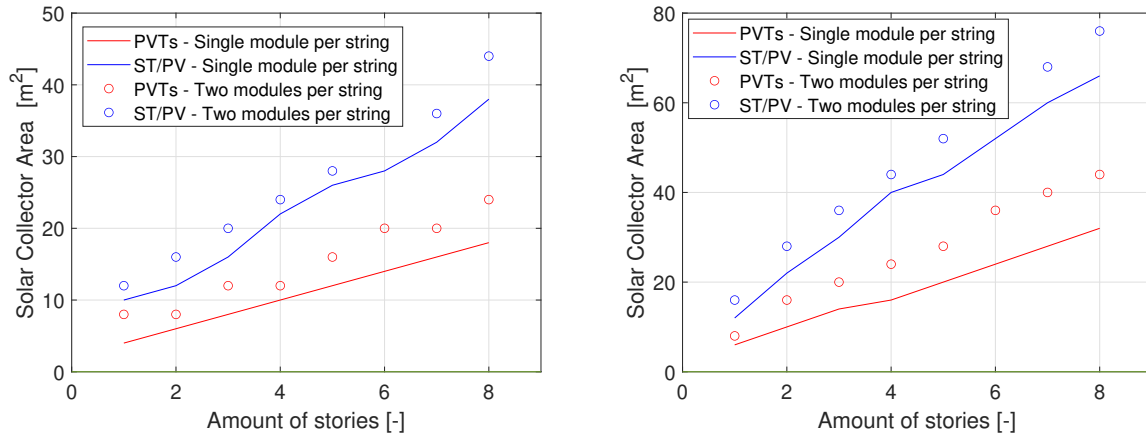 50
40
30
20
10
0
0
2
4
6
8
Solar Collector Area [m²]
Amount of stories [-]
PVTs - Single module per string
ST/PV - Single module per string
PVTs - Two modules per string
ST/PV - Two modules per string
80
60
40
20
0
0
2
4
6
8
Solar Collector Area [m²]
Amount of stories [-]
PVTs - Single module per string
ST/PV - Single module per string
PVTs - Two modules per string
ST/PV - Two modules per string